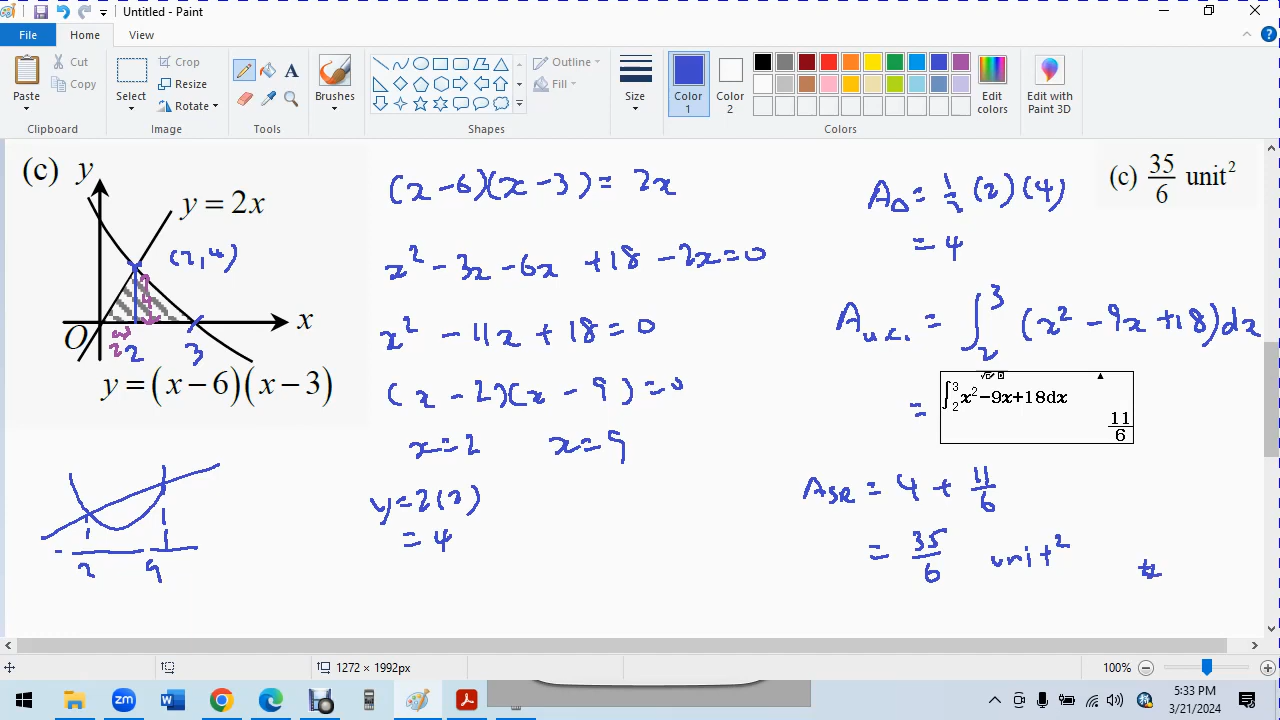 Untitled - Paint
File Home View
Paste Cut Copy Clipboard
Select Crop Resize Rotate Image
Tools
Brushes
Shapes Outline Fill
Size
Color 1 Color 2
Colors
Edit colors
Edit with Paint 3D
(c) y
y = 2x
(2,4)
O 2 2 3 x
4
y = (x − 6)(x − 3)
2 9
(x − 6)(x − 3) = 2x
x² − 3x − 6x + 18 − 2x = 0
x² − 11x + 18 = 0
(x − 2)(x − 9) = 0
x = 2 x = 9
y = 2(2)
= 4
A△ = 1/2 (2)(4)
= 4
A u.c. = ∫₂³ (x² − 9x + 18) dx
= ∫₂³ x²−9x+18dx
11/6
A SR = 4 + 11/6
= 35/6 unit²
(c) 35/6 unit²
1272 × 1992px
100%
zm
5:33 PM
3/21/2024